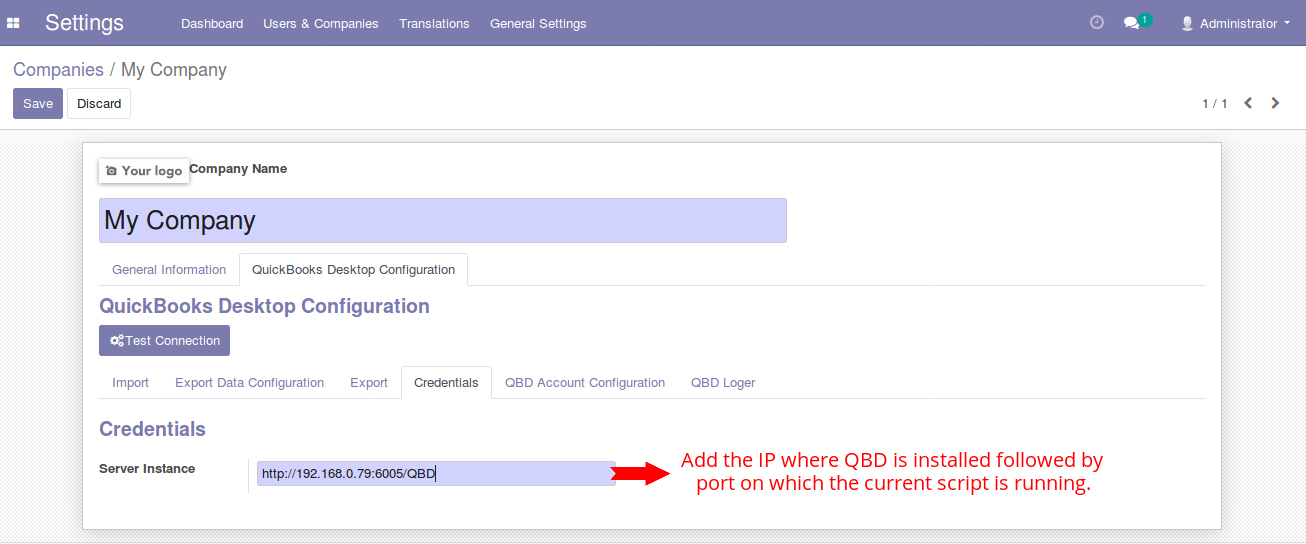 Settings Dashboard Users & Companies Translations General Settings 1 Administrator
Companies / My Company
Save Discard 1 / 1
Your logo Company Name
My Company
General Information QuickBooks Desktop Configuration
QuickBooks Desktop Configuration
Test Connection
Import Export Data Configuration Export Credentials QBD Account Configuration QBD Loger
Credentials
Server Instance http://192.168.0.79:6005/QBD
Add the IP where QBD is installed followed by
port on which the current script is running.